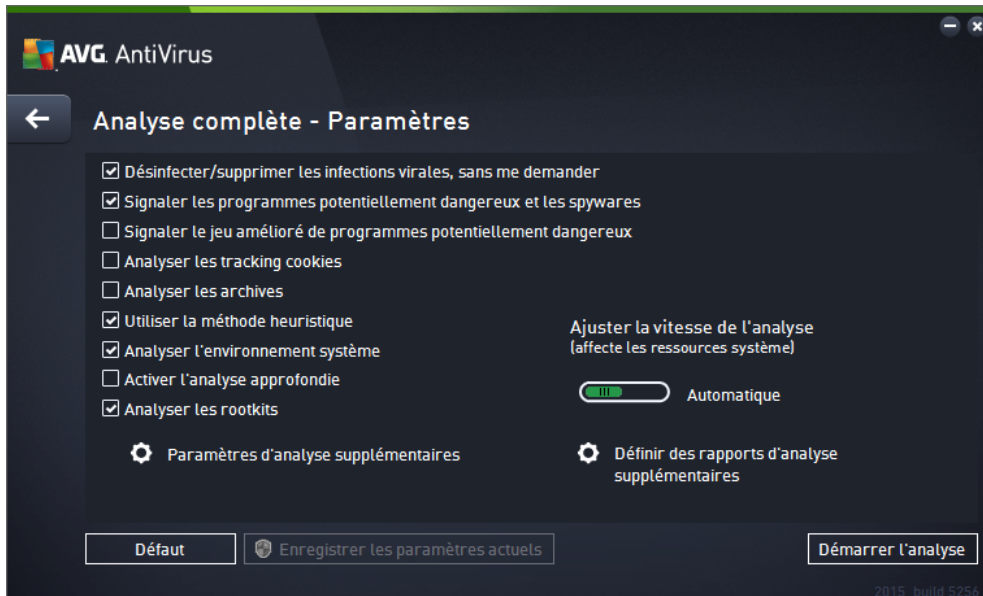 AVG. AntiVirus
Analyse complète - Paramètres
Désinfecter/supprimer les infections virales, sans me demander
Signaler les programmes potentiellement dangereux et les spywares
Signaler le jeu amélioré de programmes potentiellement dangereux
Analyser les tracking cookies
Analyser les archives
Utiliser la méthode heuristique
Analyser l'environnement système
Activer l'analyse approfondie
Analyser les rootkits
Ajuster la vitesse de l'analyse
(affecte les ressources système)
Automatique
Paramètres d'analyse supplémentaires
Définir des rapports d'analyse
supplémentaires
Défaut
Enregistrer les paramètres actuels
Démarrer l'analyse
2015 build 5256